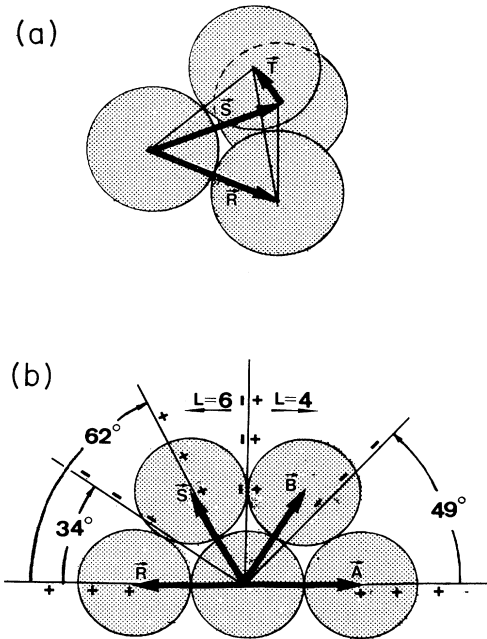 (a)
T⃗
S⃗
R⃗
(b)
L=6 L=4
62°
34°
49°
S⃗ B⃗
R⃗ A⃗